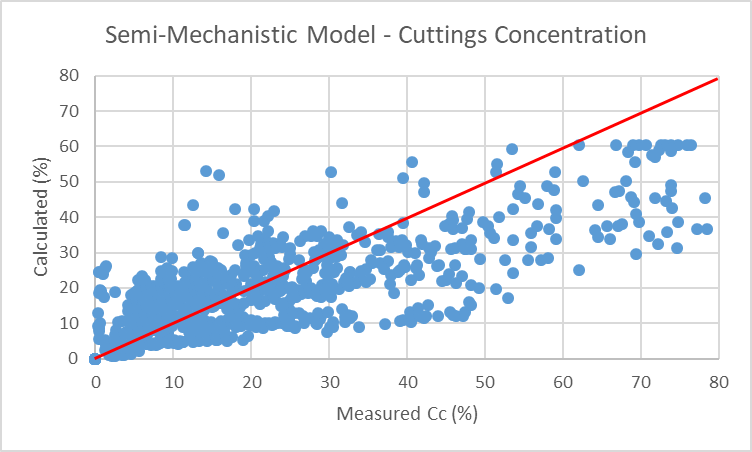 Semi-Mechanistic Model - Cuttings Concentration
80
70
60
50
40
30
20
10
0
Calculated (%)
0 10 20 30 40 50 60 70 80
Measured Cc (%)